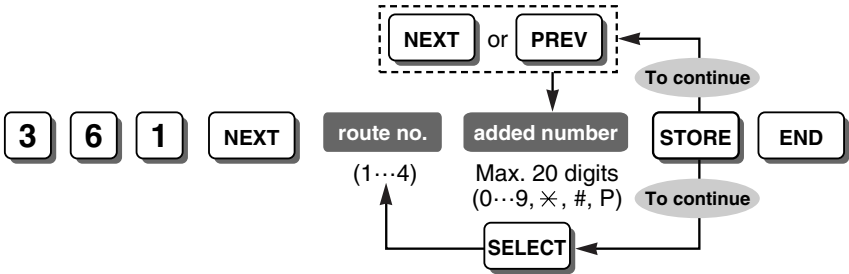 NEXT or PREV
To continue
3 6 1 NEXT route no. added number STORE END
(1···4) Max. 20 digits
(0···9, ✳, #, P) To continue
SELECT